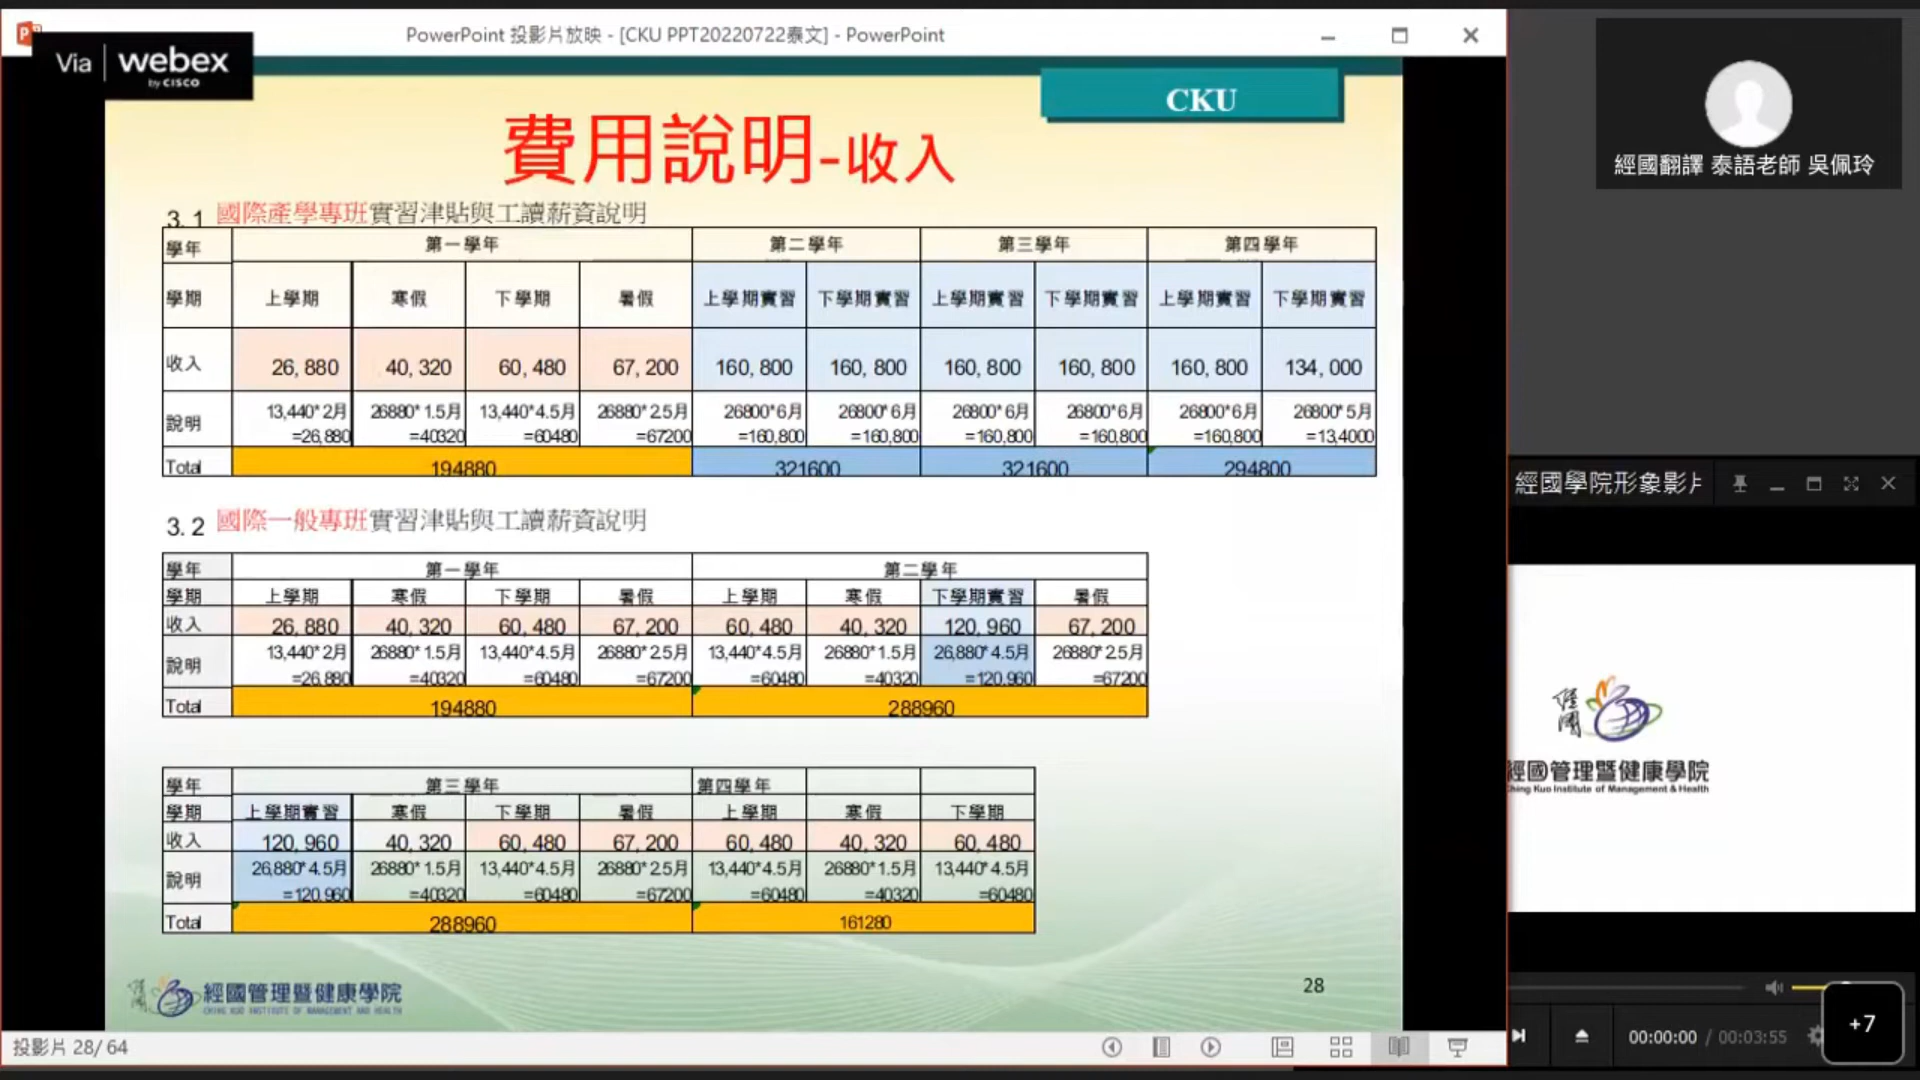 PowerPoint 投影片放映 - [CKU PPT20220722泰文] - PowerPoint
Via webex
by CISCO
CKU
費用說明-收入
3.1 國際產學專班實習津貼與工讀薪資說明
學年 第一學年 第二學年 第三學年 第四學年
學期 上學期 寒假 下學期 暑假 上學期實習 下學期實習 上學期實習 下學期實習 上學期實習 下學期實習
收入 26,880 40,320 60,480 67,200 160,800 160,800 160,800 160,800 160,800 134,000
說明 13,440*2月 26880*1.5月 13,440*4.5月 26880*2.5月 26800*6月 26800*6月 26800*6月 26800*6月 26800*6月 26800*5月
=26,880 =40320 =60480 =67200 =160,800 =160,800 =160,800 =160,800 =160,800 =13,4000
Total 194880 321600 321600 294800
3.2 國際一般專班實習津貼與工讀薪資說明
學年 第一學年 第二學年
學期 上學期 寒假 下學期 暑假 上學期 寒假 下學期實習 暑假
收入 26,880 40,320 60,480 67,200 60,480 40,320 120,960 67,200
說明 13,440*2月 26880*1.5月 13,440*4.5月 26880*2.5月 13,440*4.5月 26880*1.5月 26,880*4.5月 26880*2.5月
=26,880 =40320 =60480 =67200 =60480 =40320 =120,960 =67200
Total 194880 288960
學年 第三學年 第四學年
學期 上學期實習 寒假 下學期 暑假 上學期 寒假 下學期
收入 120,960 40,320 60,480 67,200 60,480 40,320 60,480
說明 26,880*4.5月 26880*1.5月 13,440*4.5月 26880*2.5月 13,440*4.5月 26880*1.5月 13,440*4.5月
=120,960 =40320 =60480 =67200 =60480 =40320 =60480
Total 288960 161280
經國 經國管理暨健康學院
CHING KUO INSTITUTE OF MANAGEMENT AND HEALTH
28
投影片 28/ 64
經國翻譯 泰語老師 吳佩玲
經國學院形象影片
經國
經國管理暨健康學院
Ching Kuo Institute of Management & Health
00:00:00 / 00:03:55
+7